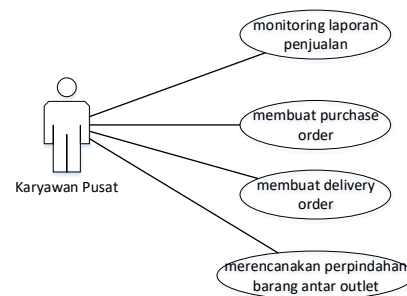 monitoring laporan
penjualan
membuat purchase
order
Karyawan Pusat
membuat delivery
order
merencanakan perpindahan
barang antar outlet